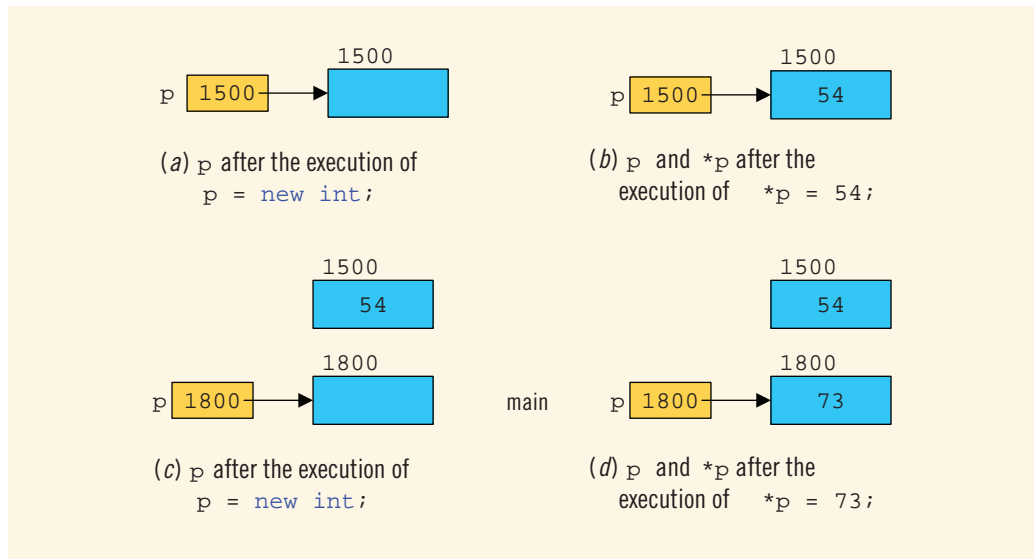 1500
p 1500
(a) p after the execution of
p = new int;
1500
p 1500 54
(b) p and *p after the
execution of *p = 54;
1500
54
1800
p 1800
(c) p after the execution of
p = new int;
main
1500
54
1800
p 1800 73
(d) p and *p after the
execution of *p = 73;